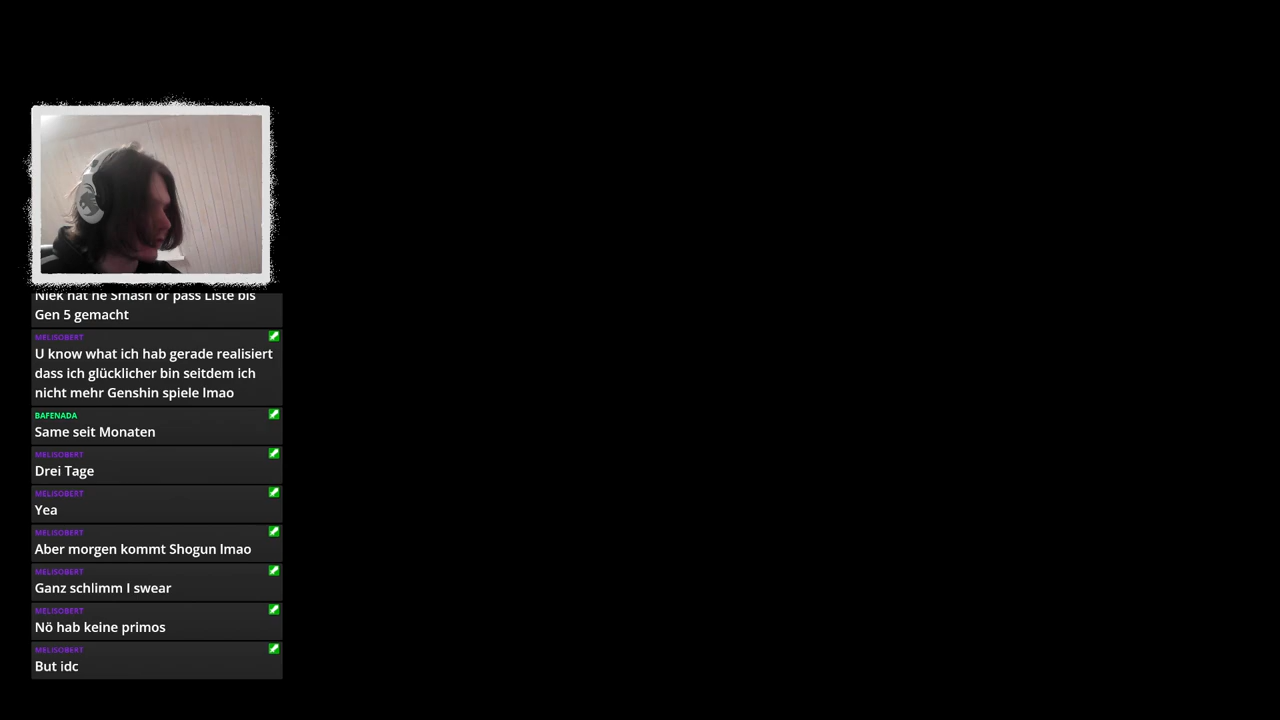 Niek hat ne Smash or pass Liste bis
Gen 5 gemacht
MELISOBERT
U know what ich hab gerade realisiert
dass ich glücklicher bin seitdem ich
nicht mehr Genshin spiele lmao
BAFENADA
Same seit Monaten
MELISOBERT
Drei Tage
MELISOBERT
Yea
MELISOBERT
Aber morgen kommt Shogun lmao
MELISOBERT
Ganz schlimm I swear
MELISOBERT
Nö hab keine primos
MELISOBERT
But idc